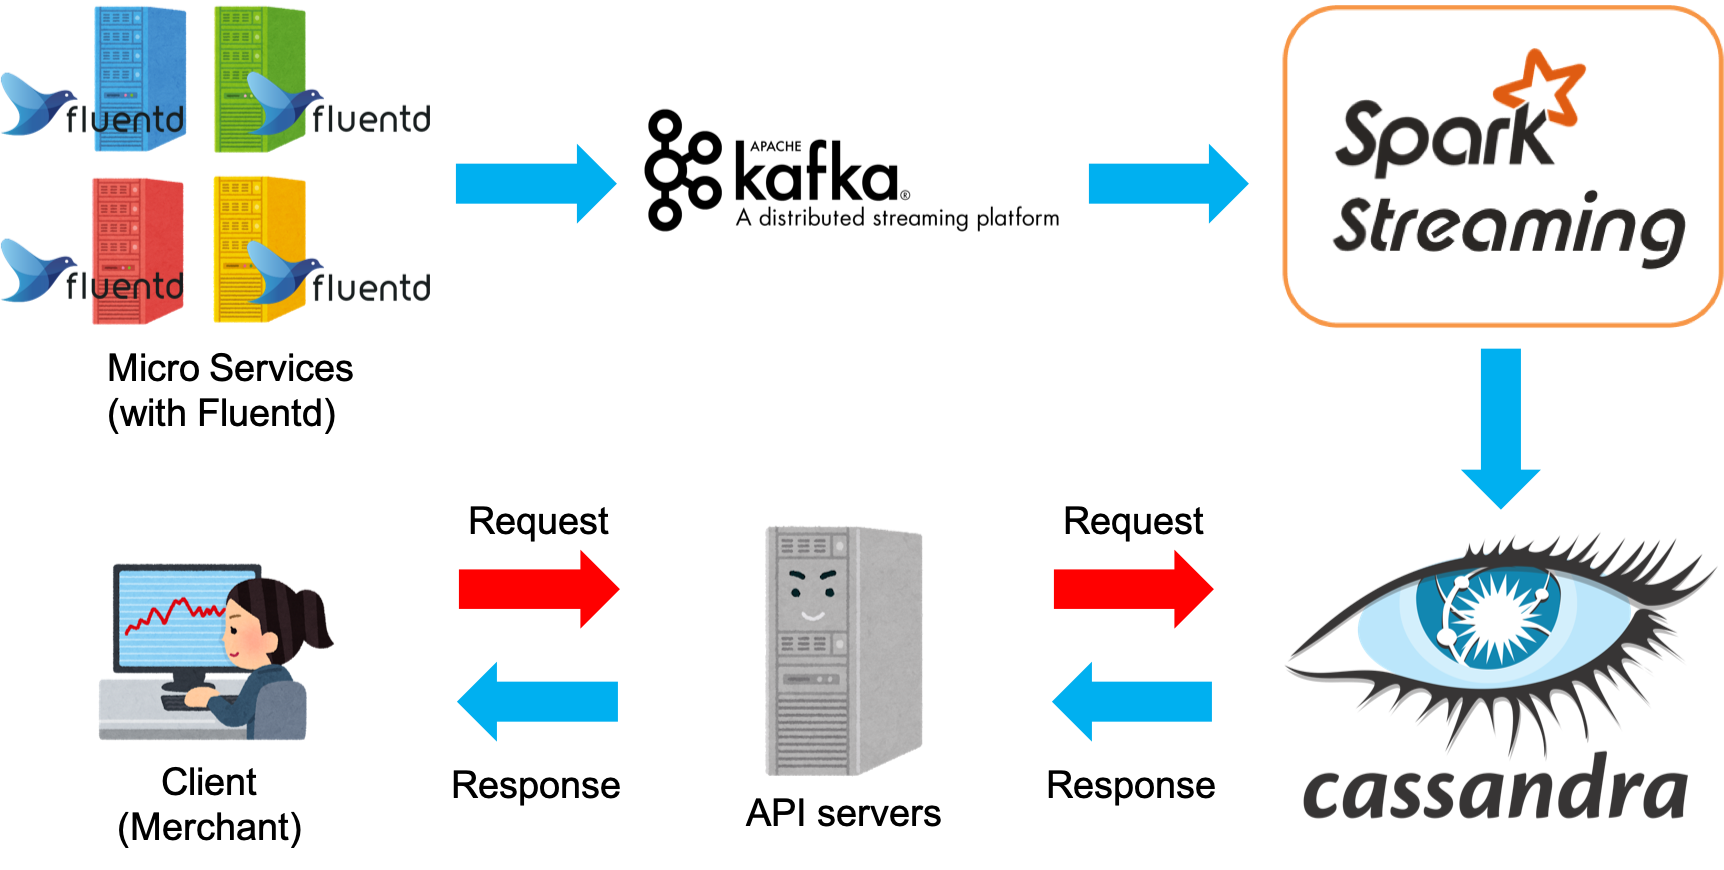 fluentd
fluentd
fluentd
fluentd
Micro Services
(with Fluentd)
APACHE
kafka®
A distributed streaming platform
Spark
Streaming
Request
Request
Client
(Merchant)
Response
API servers
Response
cassandra